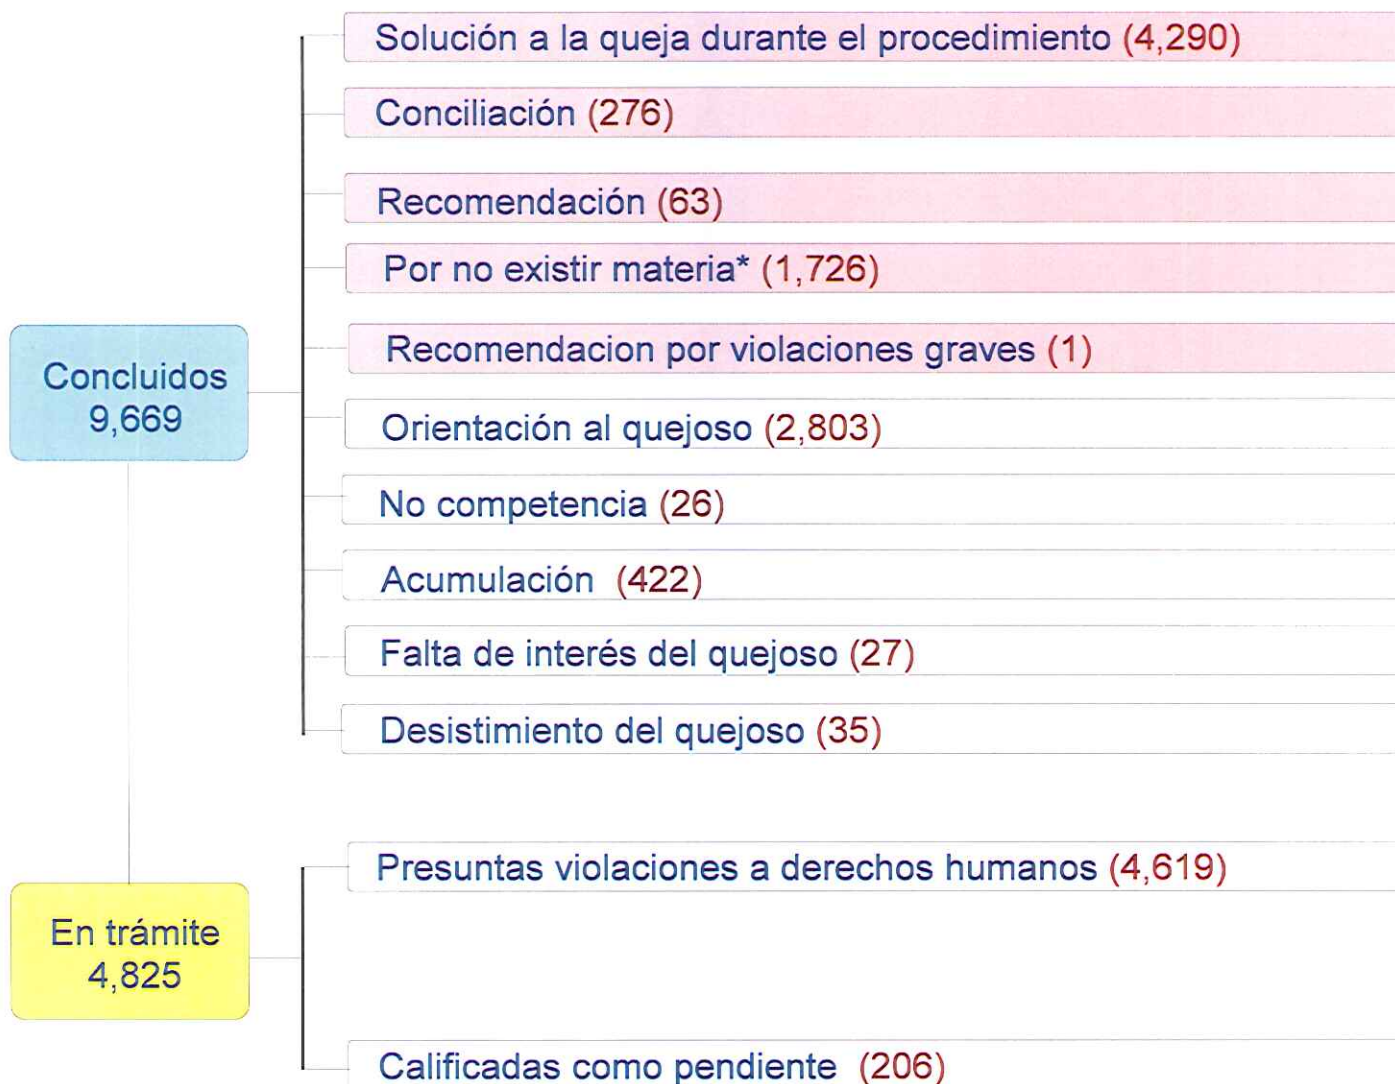 Solución a la queja durante el procedimiento (4,290)
Conciliación (276)
Recomendación (63)
Por no existir materia* (1,726)
Recomendacion por violaciones graves (1)
Concluidos
9,669
Orientación al quejoso (2,803)
No competencia (26)
Acumulación (422)
Falta de interés del quejoso (27)
Desistimiento del quejoso (35)
Presuntas violaciones a derechos humanos (4,619)
En trámite
4,825
Calificadas como pendiente (206)